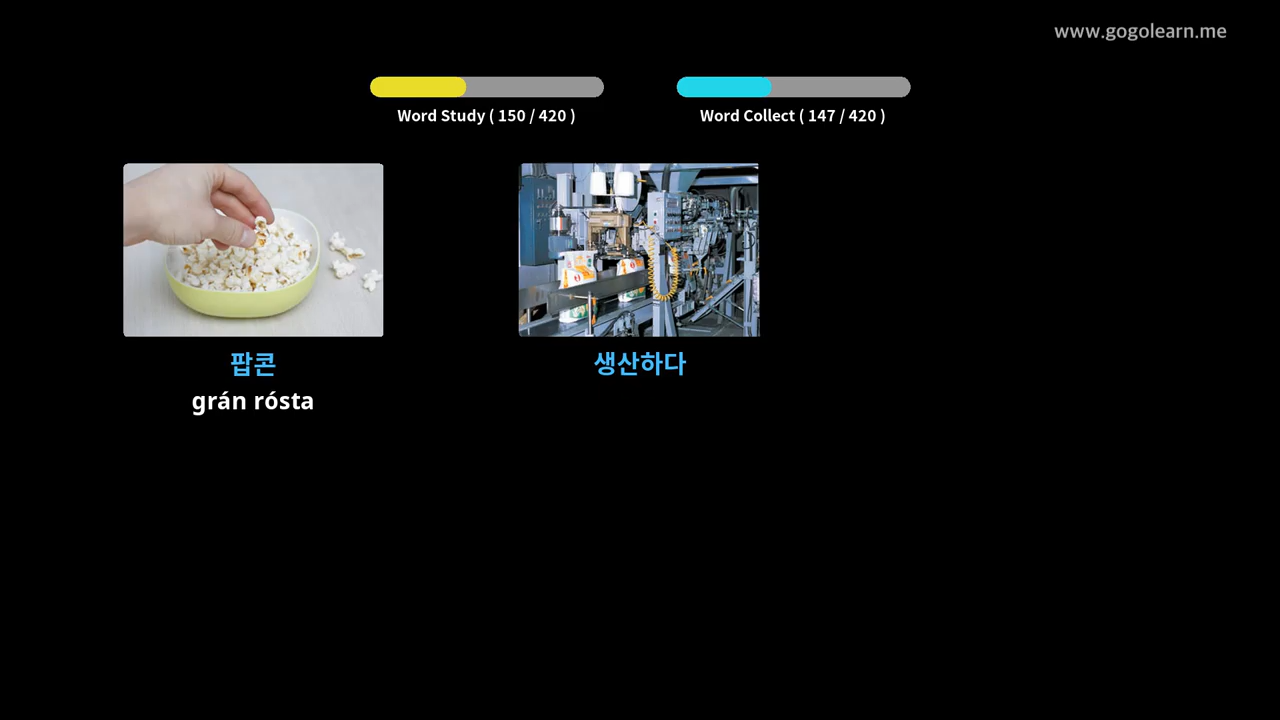 www.gogolearn.me
Word Study ( 150 / 420 )
Word Collect ( 147 / 420 )
팝콘
grán rósta
생산하다